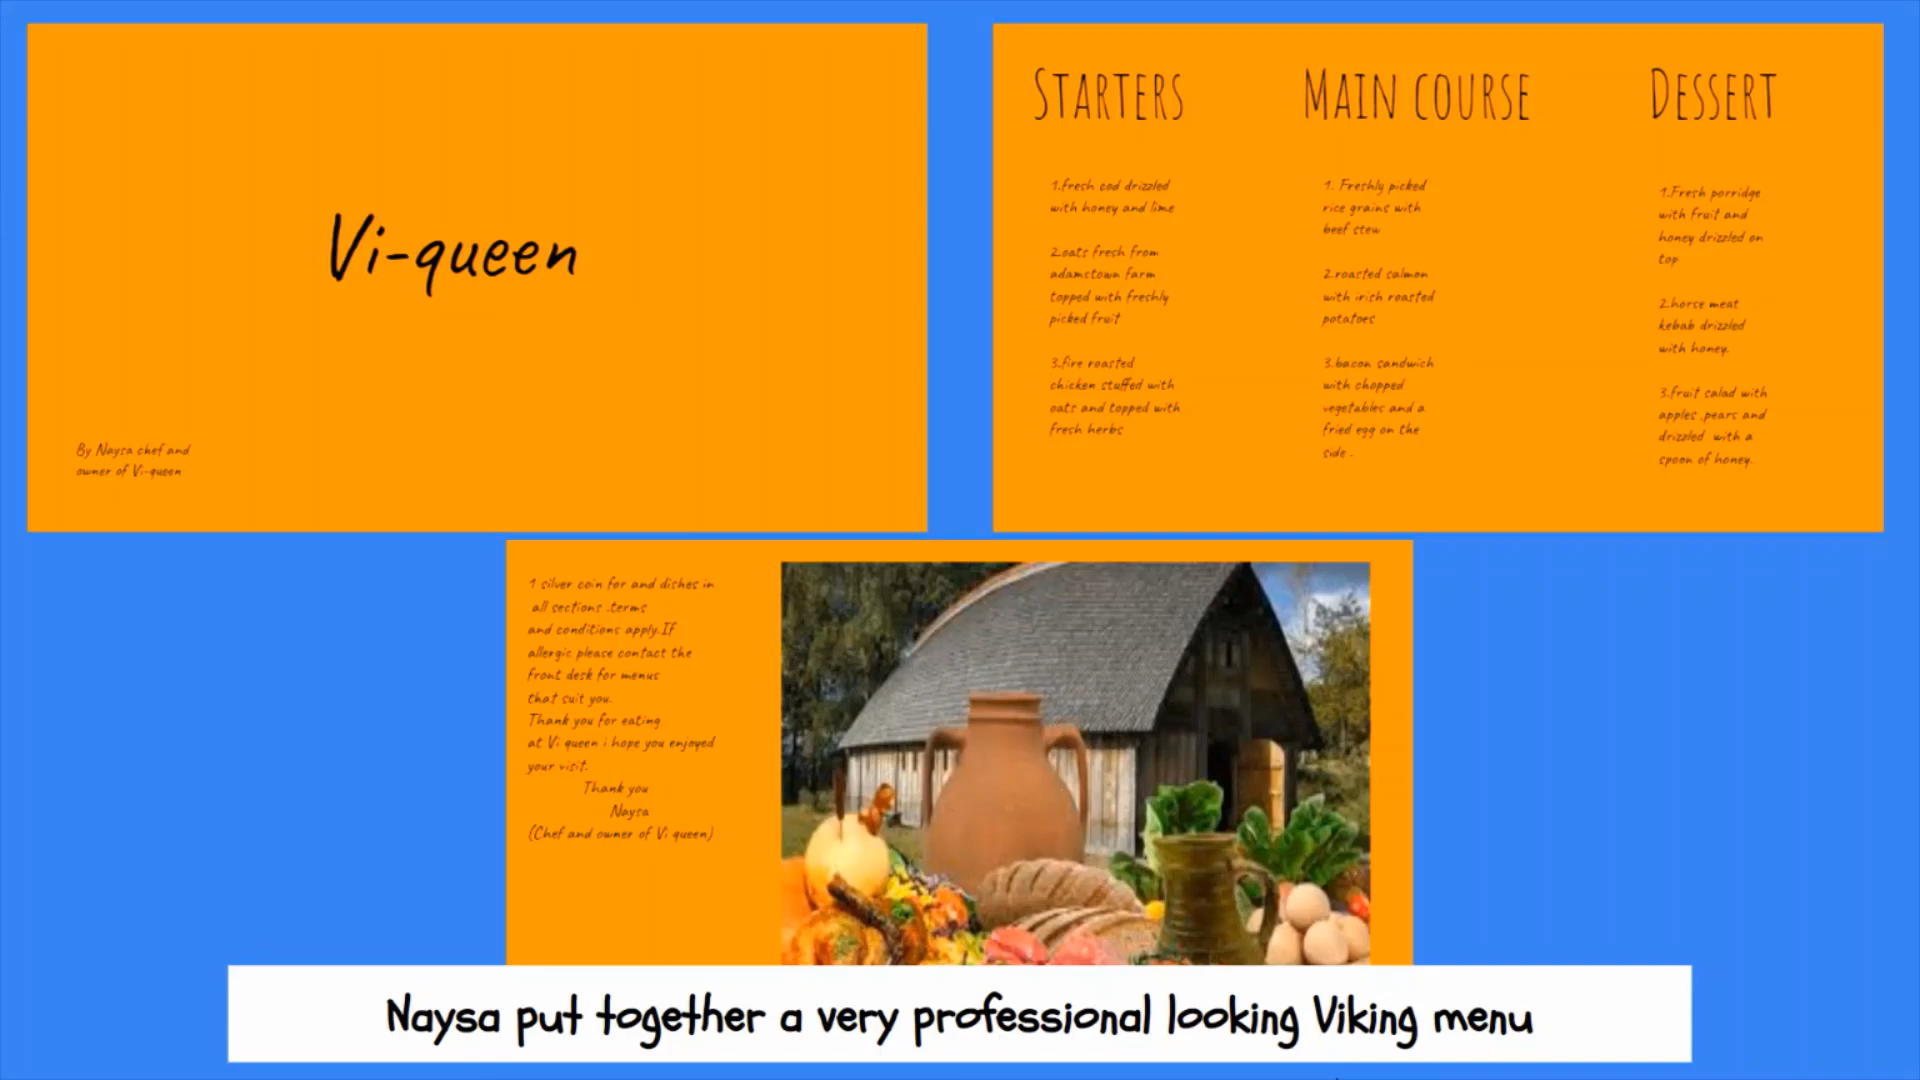 Vi-queen
By Naysa chef and
owner of Vi-queen
STARTERS
1.fresh cod drizzled
with honey and lime
2.oats fresh from
adamstown farm
topped with freshly
picked fruit
3.fire roasted
chicken stuffed with
oats and topped with
fresh herbs
MAIN COURSE
1. Freshly picked
rice grains with
beef stew
2.roasted salmon
with irish roasted
potatoes
3.bacon sandwich
with chopped
vegetables and a
fried egg on the
side .
DESSERT
1.Fresh porridge
with fruit and
honey drizzled on
top
2.horse meat
kebab drizzled
with honey.
3.fruit salad with
apples ,pears and
drizzled with a
spoon of honey.
1 silver coin for and dishes in
all sections .terms
and conditions apply.If
allergic please contact the
front desk for menus
that suit you.
Thank you for eating
at Vi queen i hope you enjoyed
your visit.
Thank you
Naysa
(Chef and owner of Vi queen)
Naysa put together a very professional looking Viking menu